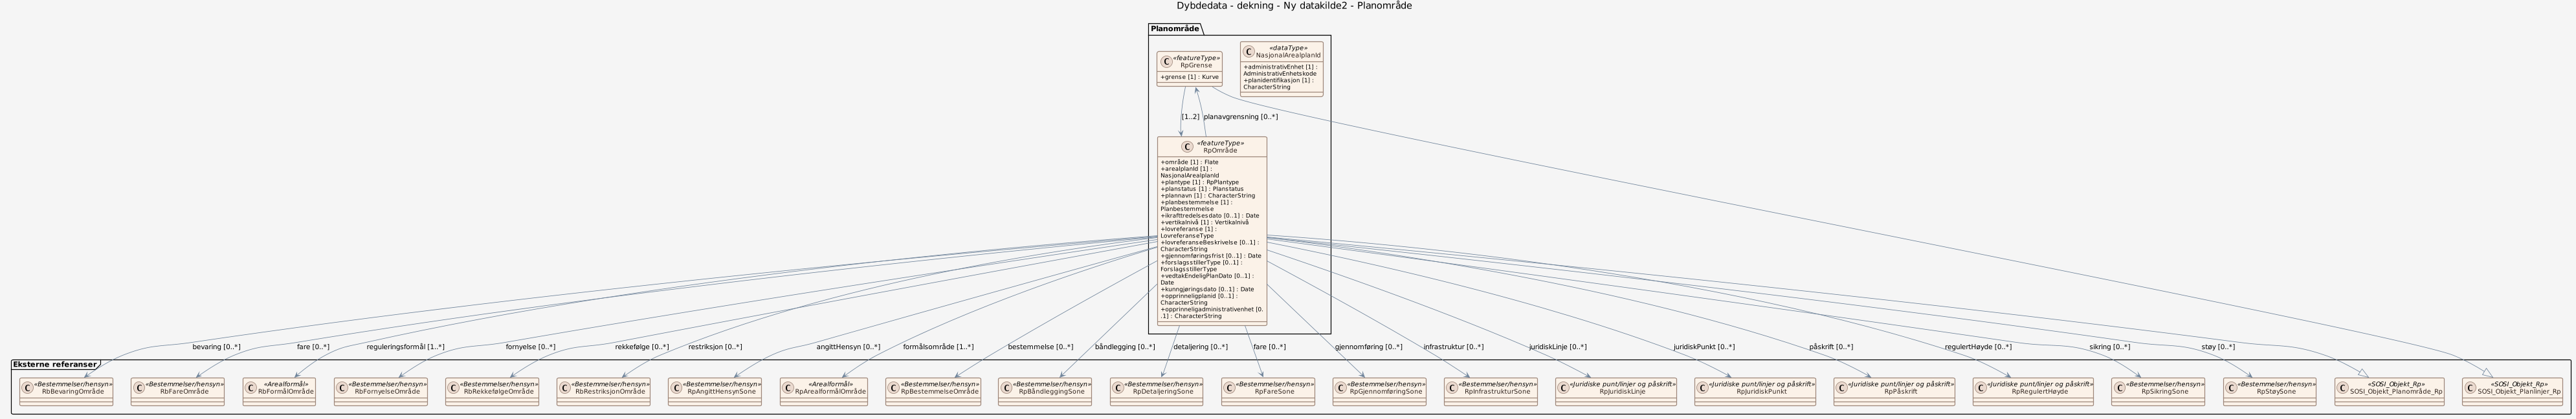 Dybdedata - dekning - Ny datakilde2 - Planområde
Planområde
«featureType»
RpGrense
+grense [1] : Kurve
«dataType»
NasjonalArealplanId
+administrativEnhet [1] :
AdministrativEnhetskode
+planidentifikasjon [1] :
CharacterString
[1..2]
planavgrensning [0..*]
«featureType»
RpOmråde
+område [1] : Flate
+arealplanId [1] :
NasjonalArealplanId
+plantype [1] : RpPlantype
+planstatus [1] : Planstatus
+plannavn [1] : CharacterString
+planbestemmelse [1] :
Planbestemmelse
+ikrafttredelsesdato [0..1] : Date
+vertikalnivå [1] : Vertikalnivå
+lovreferanse [1] :
LovreferanseType
+lovreferanseBeskrivelse [0..1] :
CharacterString
+gjennomføringsfrist [0..1] : Date
+forslagsstillerType [0..1] :
ForslagsstillerType
+vedtakEndeligPlanDato [0..1] :
Date
+kunngjøringsdato [0..1] : Date
+opprinneligplanid [0..1] :
CharacterString
+opprinneligadministrativenhet [0.
.1] : CharacterString
bevaring [0..*]
fare [0..*]
reguleringsformål [1..*]
fornyelse [0..*]
rekkefølge [0..*]
restriksjon [0..*]
angittHensyn [0..*]
formålsområde [1..*]
bestemmelse [0..*]
båndlegging [0..*]
detaljering [0..*]
fare [0..*]
gjennomføring [0..*]
infrastruktur [0..*]
juridiskLinje [0..*]
juridiskPunkt [0..*]
påskrift [0..*]
regulertHøyde [0..*]
sikring [0..*]
støy [0..*]
Eksterne referanser
«Bestemmelser/hensyn»
RbBevaringOmråde
«Bestemmelser/hensyn»
RbFareOmråde
«Arealformål»
RbFormålOmråde
«Bestemmelser/hensyn»
RbFornyelseOmråde
«Bestemmelser/hensyn»
RbRekkefølgeOmråde
«Bestemmelser/hensyn»
RbRestriksjonOmråde
«Bestemmelser/hensyn»
RpAngittHensynSone
«Arealformål»
RpArealformålOmråde
«Bestemmelser/hensyn»
RpBestemmelseOmråde
«Bestemmelser/hensyn»
RpBåndleggingSone
«Bestemmelser/hensyn»
RpDetaljeringSone
«Bestemmelser/hensyn»
RpFareSone
«Bestemmelser/hensyn»
RpGjennomføringSone
«Bestemmelser/hensyn»
RpInfrastrukturSone
«Juridiske punt/linjer og påskrift»
RpJuridiskLinje
«Juridiske punt/linjer og påskrift»
RpJuridiskPunkt
«Juridiske punt/linjer og påskrift»
RpPåskrift
«Juridiske punt/linjer og påskrift»
RpRegulertHøyde
«Bestemmelser/hensyn»
RpSikringSone
«Bestemmelser/hensyn»
RpStøySone
«SOSI_Objekt_Rp»
SOSI_Objekt_Planområde_Rp
«SOSI_Objekt_Rp»
SOSI_Objekt_Planlinjer_Rp